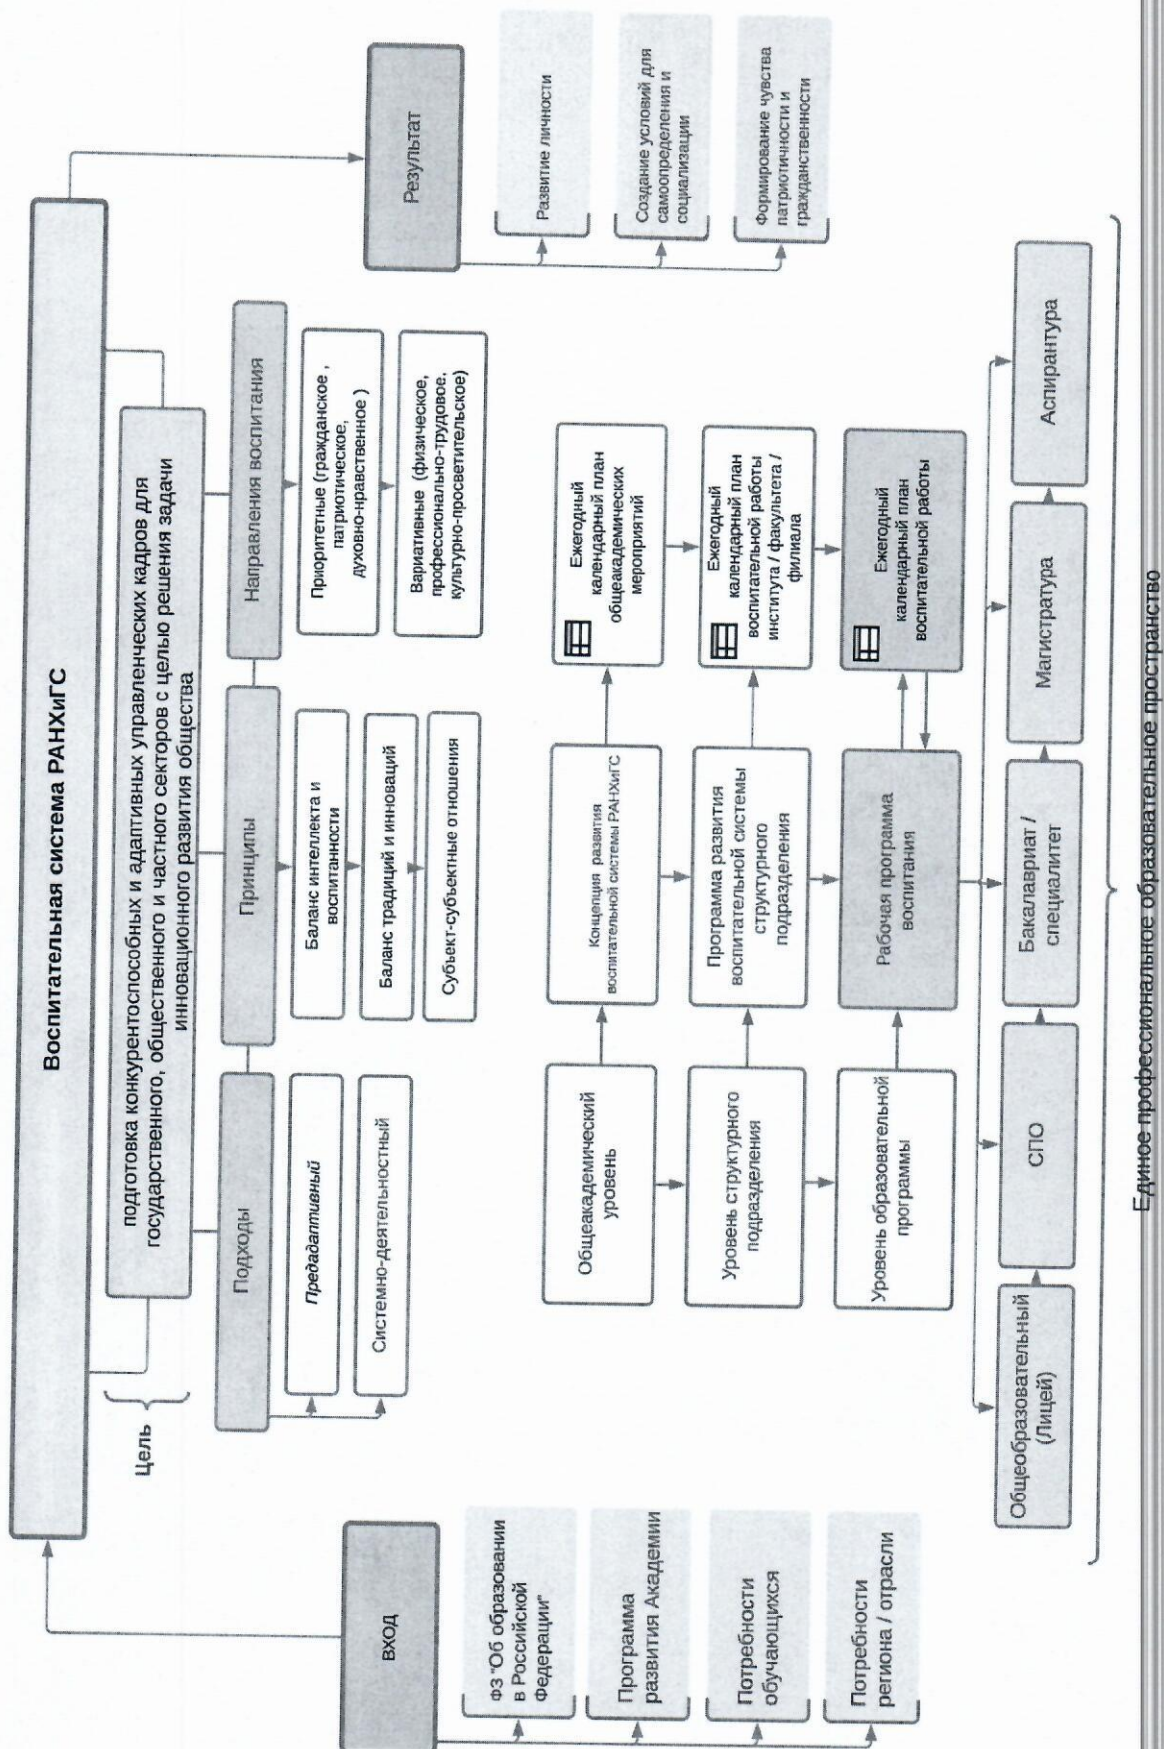 Воспитательная система РАНХиГС
Цель
подготовка конкурентоспособных и адаптивных управленческих кадров для
государственного, общественного и частного секторов с целью решения задачи
инновационного развития общества
ВХОД
ФЗ "Об образовании
в Российской
Федерации"
Программа
развития Академии
Потребности
обучающихся
Потребности
региона / отрасли
Подходы
Предадаптивный
Системно-деятельностный
Принципы
Баланс интеллекта и
воспитанности
Баланс традиций и инноваций
Субъект-субъектные отношения
Направления воспитания
Приоритетные (гражданское ,
патриотическое,
духовно-нравственное )
Вариативные (физическое,
профессионально-трудовое,
культурно-просветительское)
Результат
Развитие личности
Создание условий для
самоопределения и
социализации
Формирование чувства
патриотичности и
гражданственности
Общеакадемический
уровень
Концепция развития
воспитательной системы РАНХиГС
Ежегодный
календарный план
общеакадемических
мероприятий
Уровень структурного
подразделения
Программа развития
воспитательной системы
структурного
подразделения
Ежегодный
календарный план
воспитательной работы
института / факультета /
филиала
Уровень образовательной
программы
Рабочая программа
воспитания
Ежегодный
календарный план
воспитательной работы
Общеобразовательный
(Лицей)
СПО
Бакалавриат /
специалитет
Магистратура
Аспирантура
Единое профессиональное образовательное пространство